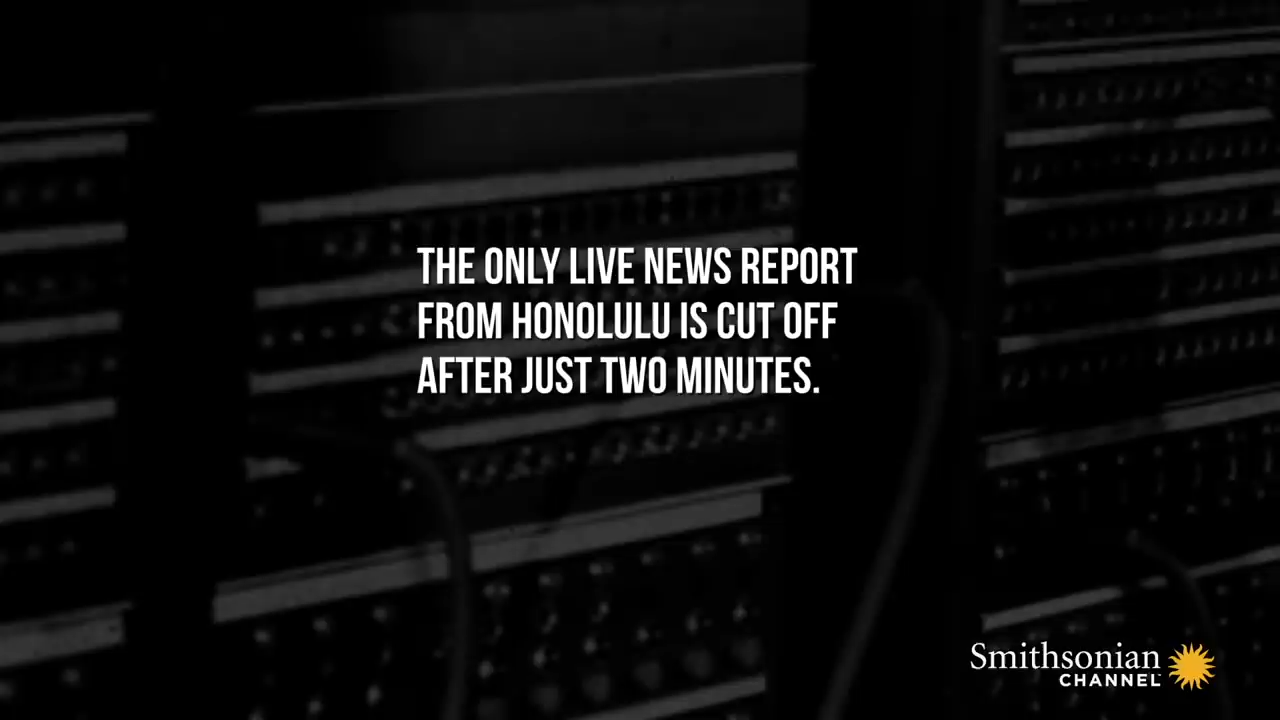 THE ONLY LIVE NEWS REPORT
FROM HONOLULU IS CUT OFF
AFTER JUST TWO MINUTES.
Smithsonian
CHANNEL